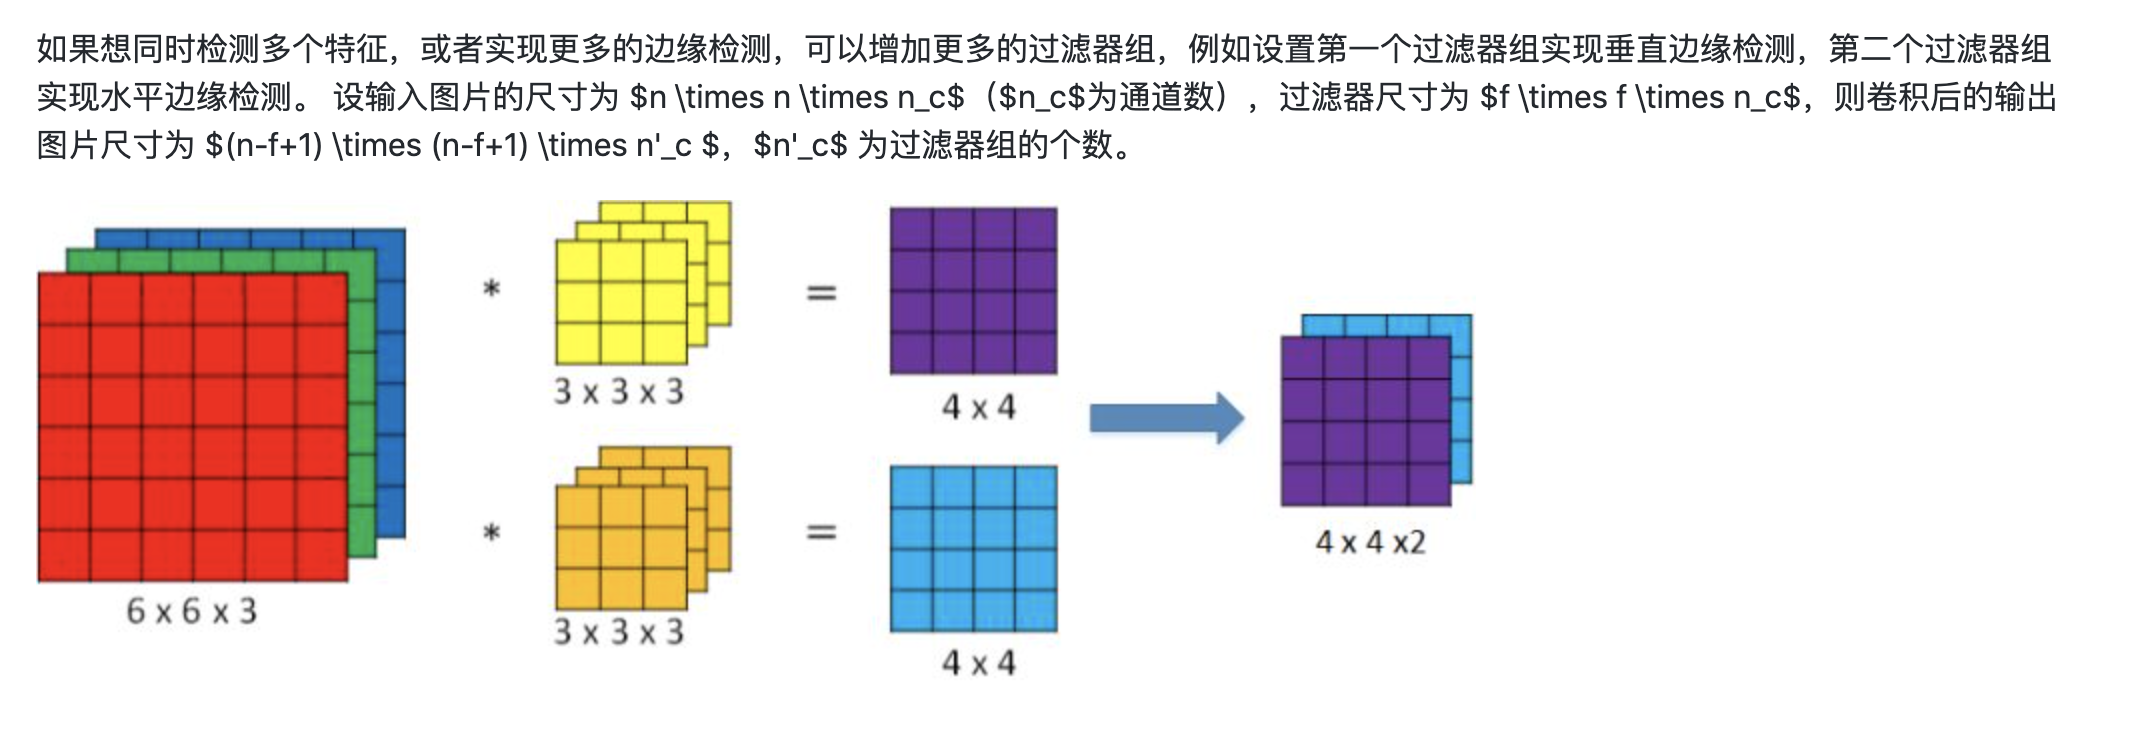 如果想同时检测多个特征，或者实现更多的边缘检测，可以增加更多的过滤器组，例如设置第一个过滤器组实现垂直边缘检测，第二个过滤器组
实现水平边缘检测。 设输入图片的尺寸为 $n \times n \times n_c$（$n_c$为通道数），过滤器尺寸为 $f \times f \times n_c$，则卷积后的输出
图片尺寸为 $(n-f+1) \times (n-f+1) \times n'_c $，$n'_c$ 为过滤器组的个数。
*
=
3 x 3 x 3
4 x 4
*
=
4 x 4 x2
6 x 6 x 3
3 x 3 x 3
4 x 4